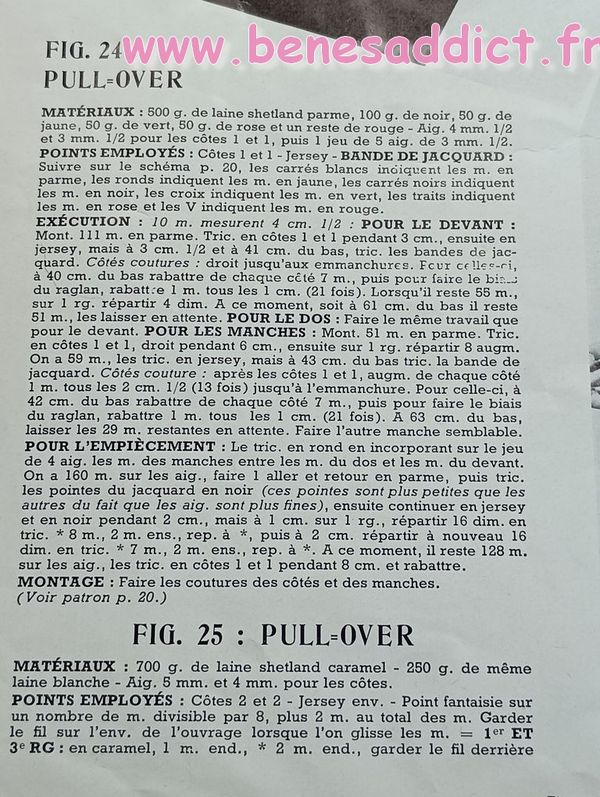 www.benesaddict.fr
FIG. 24
PULL=OVER
MATÉRIAUX : 500 g. de laine shetland parme, 100 g. de noir, 50 g. de
jaune, 50 g. de vert, 50 g. de rose et un reste de rouge - Aig. 4 mm. 1/2
et 3 mm. 1/2 pour les côtes 1 et 1, puis 1 jeu de 5 aig. de 3 mm. 1/2.
POINTS EMPLOYÉS : Côtes 1 et 1 - Jersey - BANDE DE JACQUARD :
Suivre sur le schéma p. 20, les carrés blancs indiquent les m. en
parme, les ronds indiquent les m. en jaune, les carrés noirs indiquent
les m. en noir, les croix indiquent les m. en vert, les traits indiquent
les m. en rose et les V indiquent les m. en rouge.
EXÉCUTION : 10 m. mesurent 4 cm. 1/2 : POUR LE DEVANT :
Mont. 111 m. en parme. Tric. en côtes 1 et 1 pendant 3 cm., ensuite en
jersey, mais à 3 cm. 1/2 et à 41 cm. du bas, tric. les bandes de jac-
quard. Côtés coutures : droit jusqu'aux emmanchures. Pour celles-ci,
à 40 cm. du bas rabattre de chaque côté 7 m., puis pour faire le biais
du raglan, rabattre 1 m. tous les 1 cm. (21 fois). Lorsqu'il reste 55 m.,
sur 1 rg. répartir 4 dim. A ce moment, soit à 61 cm. du bas il reste
51 m., les laisser en attente. POUR LE DOS : Faire le même travail que
pour le devant. POUR LES MANCHES : Mont. 51 m. en parme. Tric.
en côtes 1 et 1, droit pendant 6 cm., ensuite sur 1 rg. répartir 8 augm.
On a 59 m., les tric. en jersey, mais à 43 cm. du bas tric. la bande de
jacquard. Côtés couture : après les côtes 1 et 1, augm. de chaque côté
1 m. tous les 2 cm. 1/2 (13 fois) jusqu'à l'emmanchure. Pour celle-ci, à
42 cm. du bas rabattre de chaque côté 7 m., puis pour faire le biais
du raglan, rabattre 1 m. tous les 1 cm. (21 fois). A 63 cm. du bas,
laisser les 29 m. restantes en attente. Faire l'autre manche semblable.
POUR L'EMPIÈCEMENT : Le tric. en rond en incorporant sur le jeu
de 4 aig. les m. des manches entre les m. du dos et les m. du devant.
On a 160 m. sur les aig., faire 1 aller et retour en parme, puis tric.
les pointes du jacquard en noir (ces pointes sont plus petites que les
autres du fait que les aig. sont plus fines), ensuite continuer en jersey
et en noir pendant 2 cm., mais à 1 cm. sur 1 rg., répartir 16 dim. en
tric. * 8 m., 2 m. ens., rep. à *, puis à 2 cm. répartir à nouveau 16
dim. en tric. * 7 m., 2 m. ens., rep. à *. A ce moment, il reste 128 m.
sur les aig., les tric. en côtes 1 et 1 pendant 8 cm. et rabattre.
MONTAGE : Faire les coutures des côtés et des manches.
(Voir patron p. 20.)
FIG. 25 : PULL=OVER
MATÉRIAUX : 700 g. de laine shetland caramel - 250 g. de même
laine blanche - Aig. 5 mm. et 4 mm. pour les côtes.
POINTS EMPLOYÉS : Côtes 2 et 2 - Jersey env. - Point fantaisie sur
un nombre de m. divisible par 8, plus 2 m. au total des m. Garder
le fil sur l'env. de l'ouvrage lorsque l'on glisse les m. = 1er ET
3e RG : en caramel, 1 m. end., * 2 m. end., garder le fil derrière